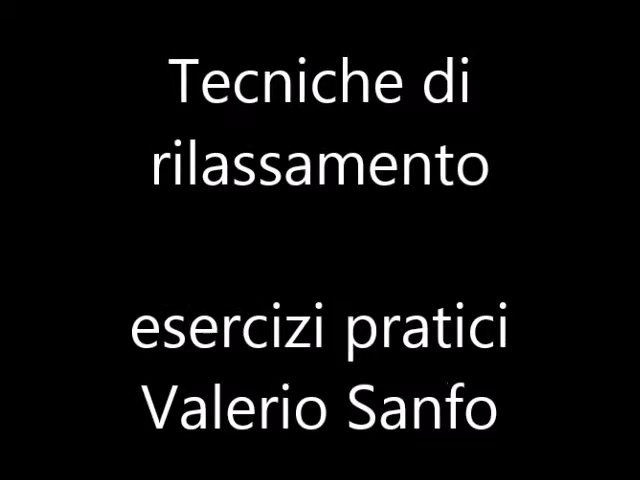 Tecniche di
rilassamento
esercizi pratici
Valerio Sanfo